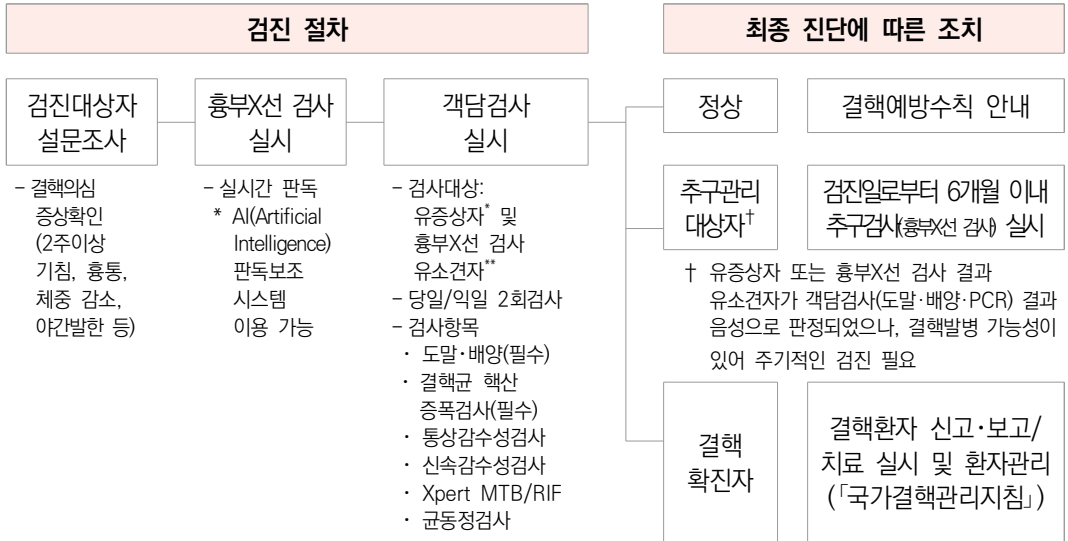 검진 절차
검진대상자
설문조사
- 결핵의심
증상확인
(2주이상
기침, 흉통,
체중 감소,
야간발한 등)
흉부X선 검사
실시
- 실시간 판독
* AI(Artificial
Intelligence)
판독보조
시스템
이용 가능
객담검사
실시
- 검사대상:
유증상자* 및
흉부X선 검사
유소견자**
- 당일/익일 2회검사
- 검사항목
· 도말·배양(필수)
· 결핵균 핵산
증폭검사(필수)
· 통상감수성검사
· 신속감수성검사
· Xpert MTB/RIF
· 균동정검사
최종 진단에 따른 조치
정상
결핵예방수칙 안내
추구관리
대상자†
검진일로부터 6개월 이내
추구검사(흉부X선 검사) 실시
† 유증상자 또는 흉부X선 검사 결과
유소견자가 객담검사(도말·배양·PCR) 결과
음성으로 판정되었으나, 결핵발병 가능성이
있어 주기적인 검진 필요
결핵
확진자
결핵환자 신고·보고/
치료 실시 및 환자관리
(「국가결핵관리지침」)